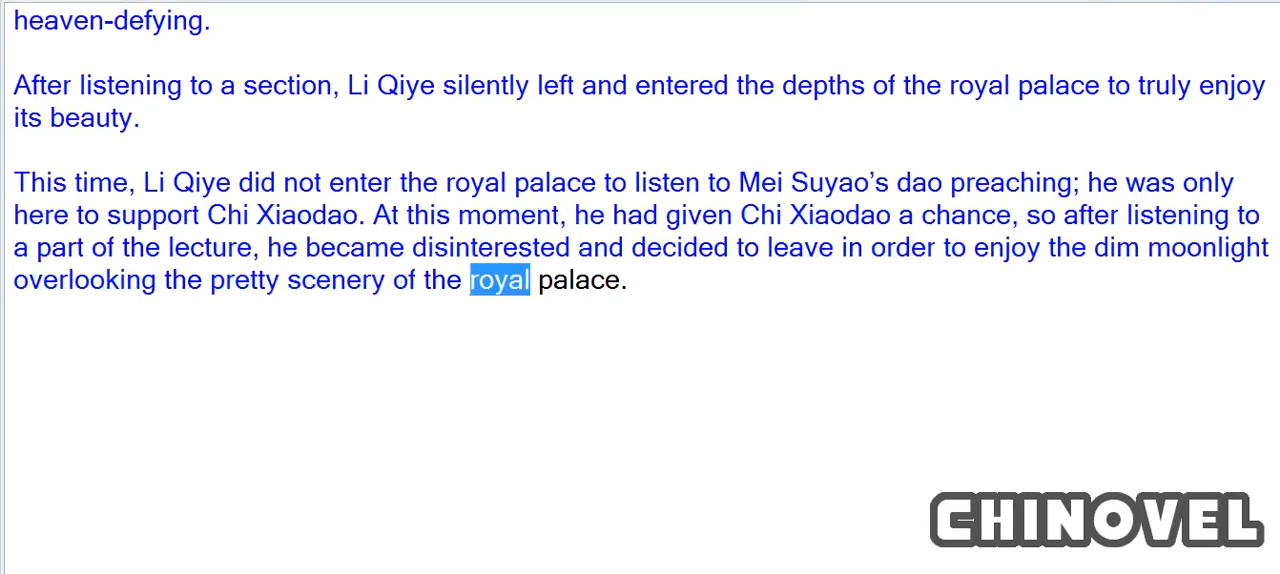 heaven-defying.
After listening to a section, Li Qiye silently left and entered the depths of the royal palace to truly enjoy
its beauty.
This time, Li Qiye did not enter the royal palace to listen to Mei Suyao’s dao preaching; he was only
here to support Chi Xiaodao. At this moment, he had given Chi Xiaodao a chance, so after listening to
a part of the lecture, he became disinterested and decided to leave in order to enjoy the dim moonlight
overlooking the pretty scenery of the royal palace.
CHINOVEL